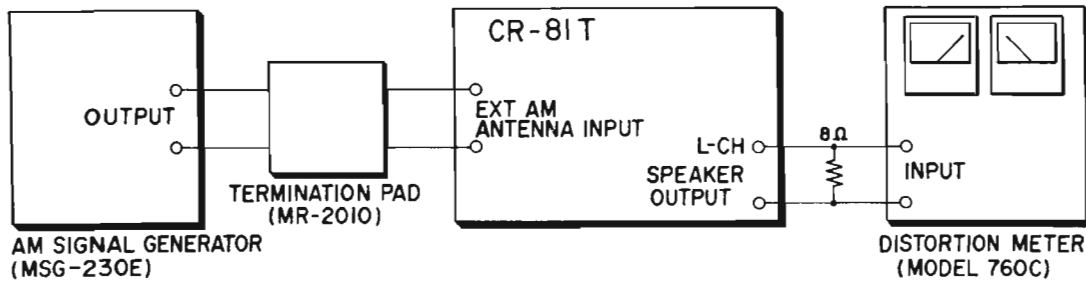 OUTPUT
AM SIGNAL GENERATOR
(MSG-230E)
TERMINATION PAD
(MR-2010)
CR-81T
EXT AM
ANTENNA INPUT
L-CH
SPEAKER
OUTPUT
8Ω
INPUT
DISTORTION METER
(MODEL 760C)